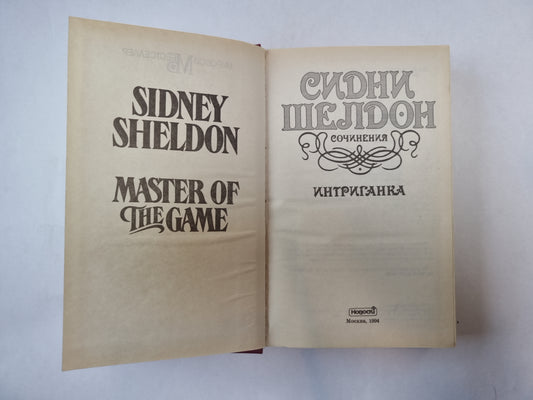 SIDNEY
SHELDON
MASTER OF
THE GAME
СИДНИ
ШЕЛДОН
СОЧИНЕНИЯ
ИНТРИГАНКА
Новости
Москва, 1994